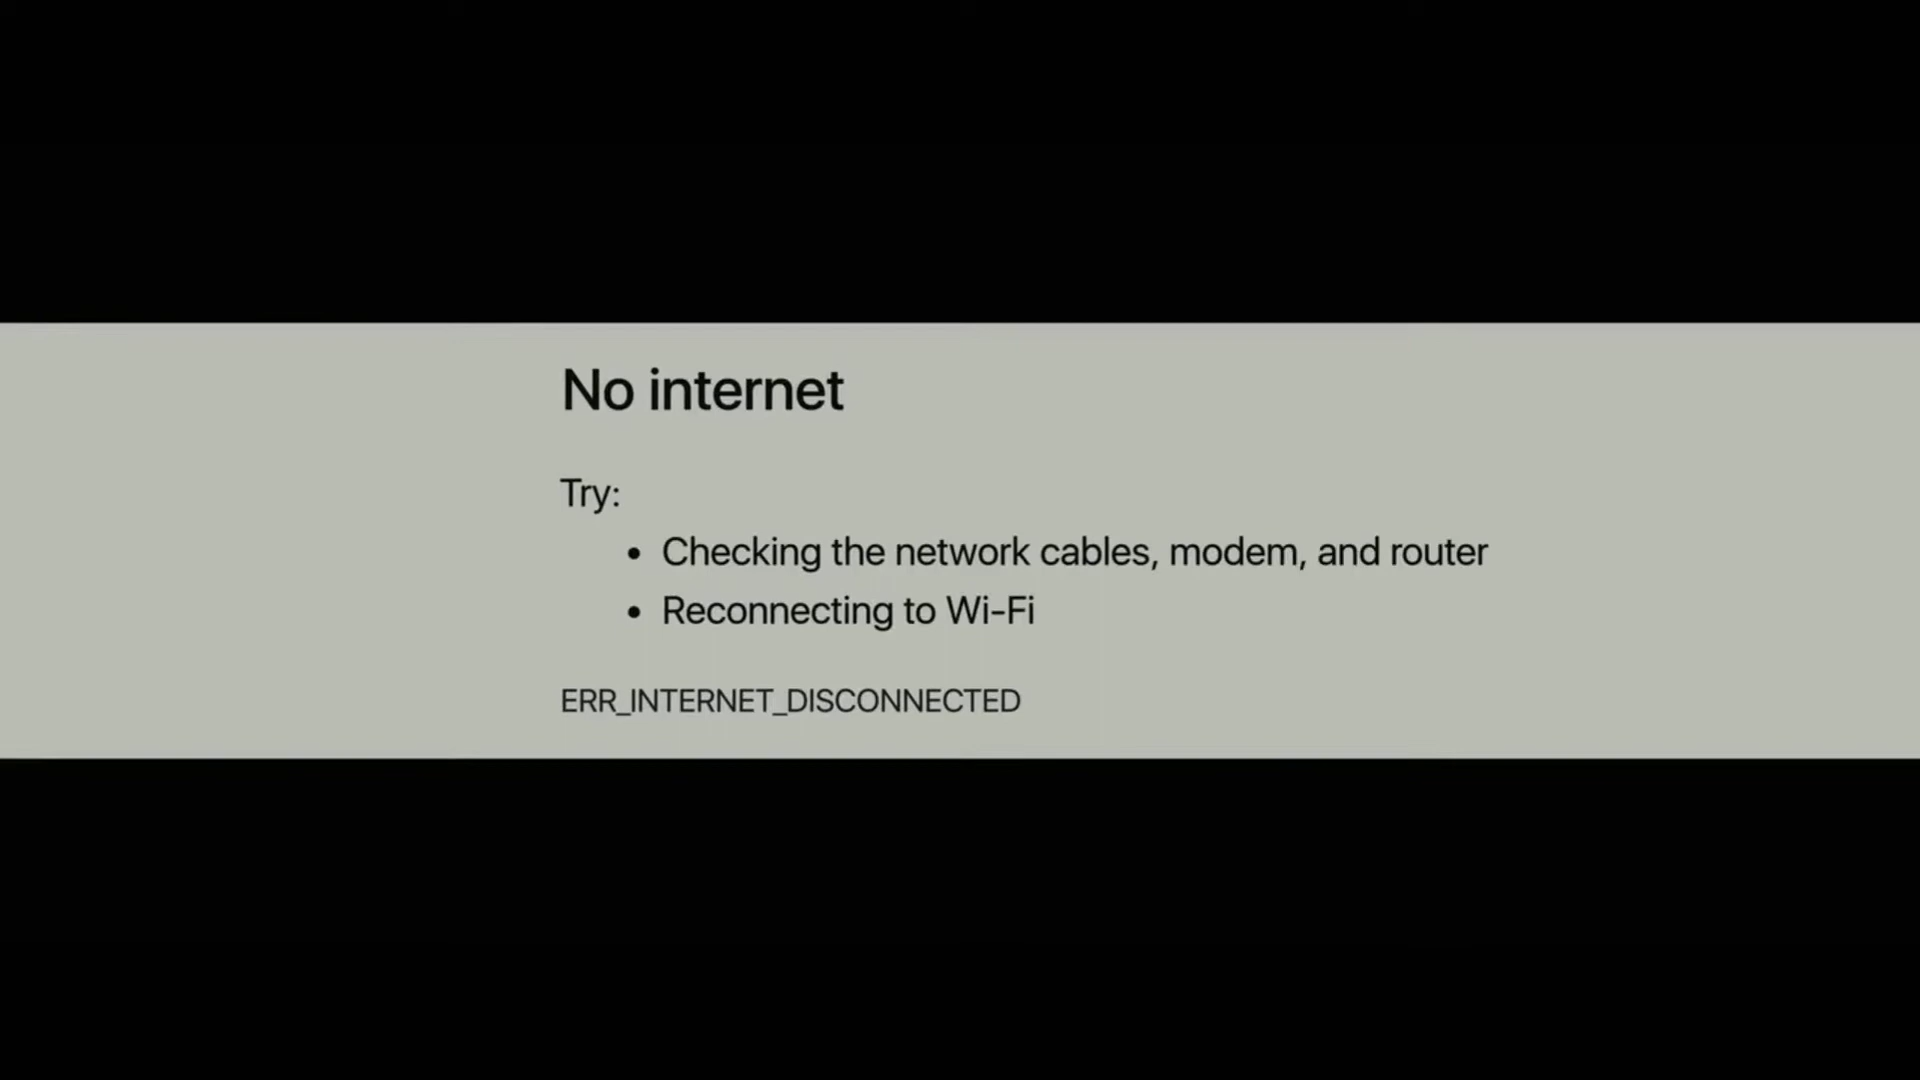 No internet
Try:
• Checking the network cables, modem, and router
• Reconnecting to Wi-Fi
ERR_INTERNET_DISCONNECTED